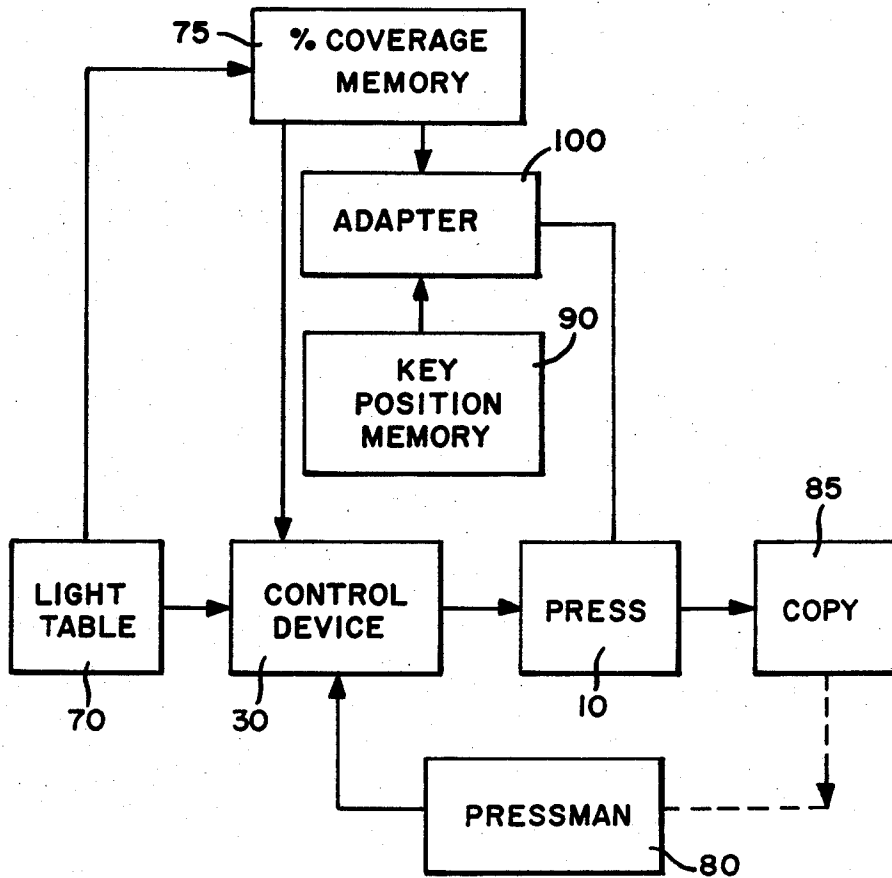 75
% COVERAGE
MEMORY
100
ADAPTER
90
KEY
POSITION
MEMORY
85
LIGHT
TABLE
CONTROL
DEVICE
PRESS
COPY
70
30
10
PRESSMAN
80